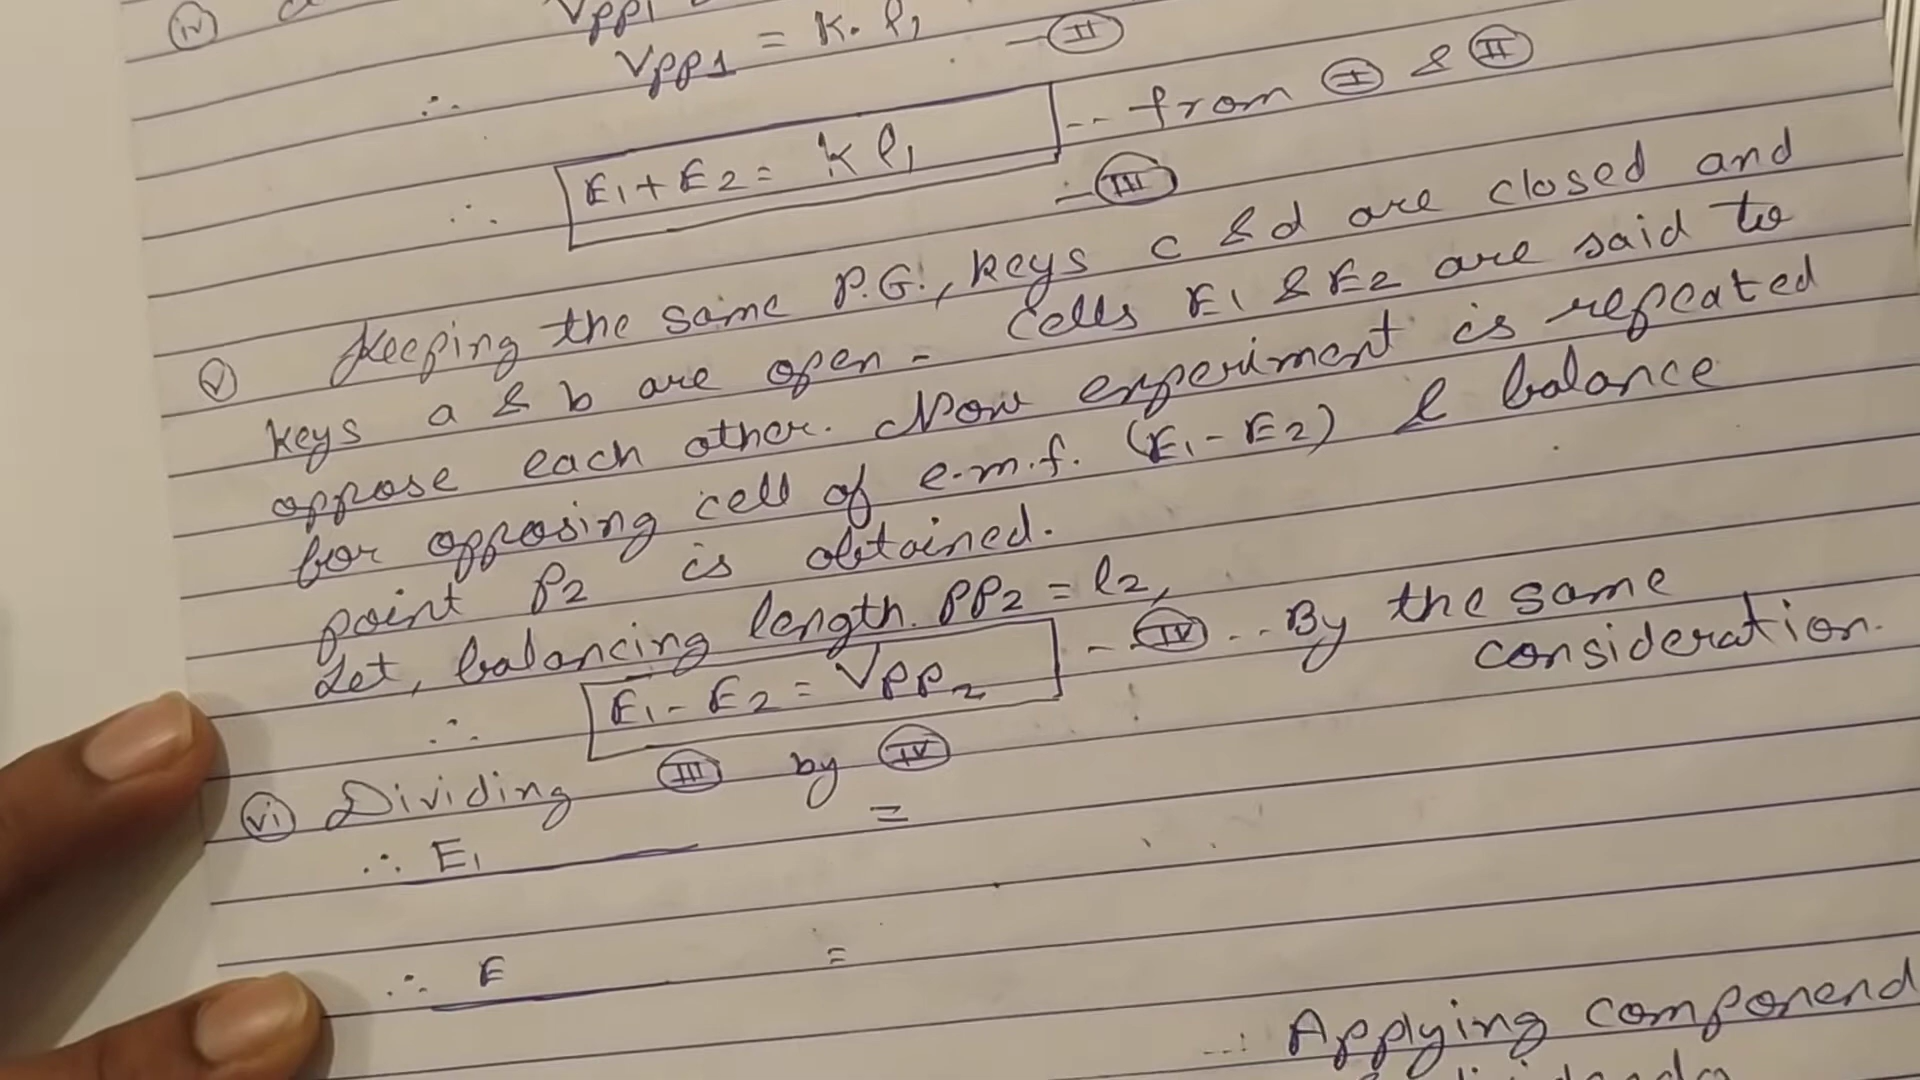 (iv)
VPP1
∴ VPP1 = K. l1 - (II)
∴ E1 + E2 = K l1 -- from (I) & (II)
- (III)
(v) Keeping the same P.G., keys c & d are closed and
keys a & b are open - Cells E1 & E2 are said to
oppose each other. Now experiment is repeated
for opposing cell of e.m.f. (E1 - E2) & balance
point P2 is obtained.
Let, balancing length. PP2 = l2,
∴ E1 - E2 = VPP2 -- (IV) .. By the same
consideration.
(vi) Dividing (III) by (IV)
∴ E1 =
∴ E =
...: Applying componend